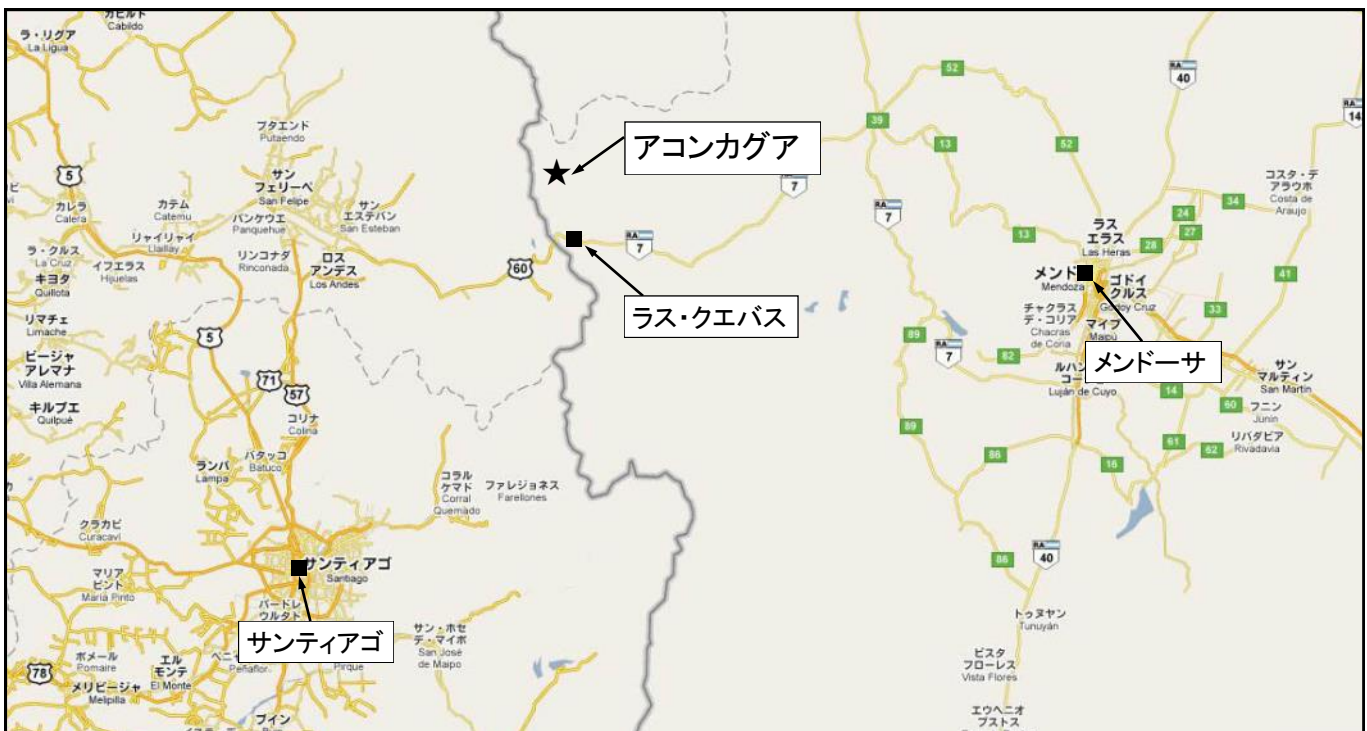 カビルド
Cabildo
ラ・リグア
La Ligua
プタエンド
Putaendo
5
サン
フェリーペ
San Felipe
カテム
Catemu
カレラ
Calera
パンケウエ
Panquehue
サン
エステバン
San Esteban
リャイリャイ
Llaillay
ラ・クルス
La Cruz
イフエラス
Hijuelas
リンコナダ
Rinconada
ロス
アンデス
Los Andes
60
キヨタ
Quillota
リマチェ
Limache
5
ビージャ
アレマナ
Villa Alemana
71
57
キルプエ
Quilpué
コリナ
Colina
バタッコ
Batuco
ランパ
Lampa
コラル
ケマド
Corral
Quemado
ファレジョネス
Farellones
クラカビ
Curacaví
サンティアゴ
Santiago
マリア
ピント
María Pinto
パードレ
ウルタド
サンティアゴ
サン・ホセ
デ・マイポ
San José
de Maipo
ポメール
Pomaire
エル
モンテ
El Monte
Peñaflor
Pirque
78
メリピージャ
Melipilla
ブイン
アコンカグア
ラス・クエバス
RA
7
RA
7
RA
7
RA
7
RA
40
RA
14
52
39
13
52
13
コスタ・デ
アラウホ
Costa de
Araujo
34
24
27
28
ラス
エラス
Las Heras
41
メンド
Mendoza
ゴドイ
クルス
Godoy Cruz
33
チャクラス
デ・コリア
Chacras
de Coria
マイプ
Maipú
89
82
メンドーサ
サン
マルティン
San Martín
Luján de Cuyo
14
60
フニン
Junín
リバダビア
Rivadavia
89
61
62
86
16
86
RA
40
トゥヌヤン
Tunuyán
ビスタ
フローレス
Vista Flores
エウヘニオ
ブストス